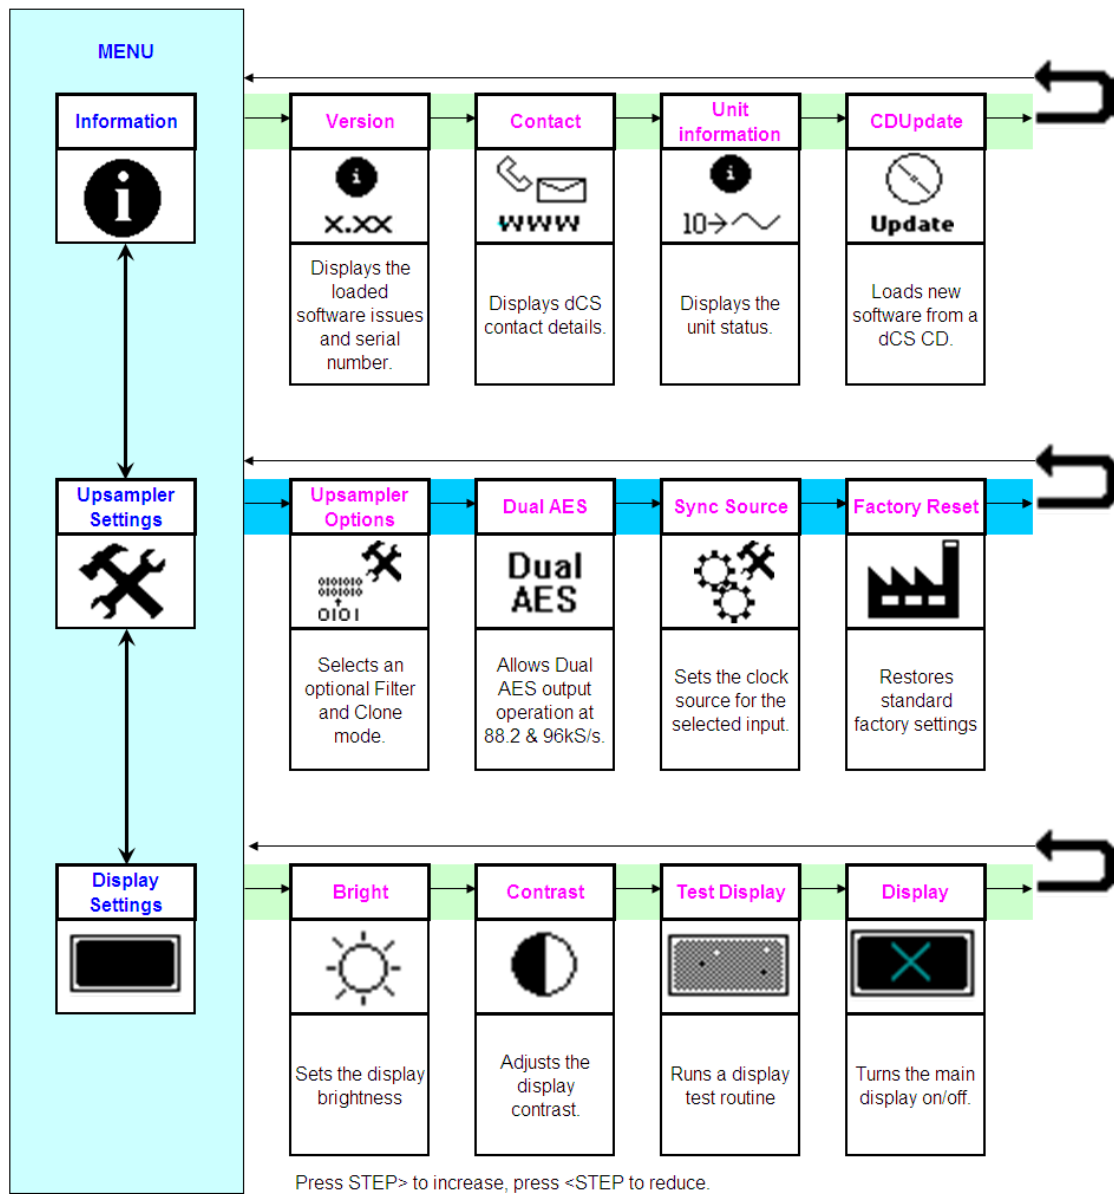 MENU
Information
Version
Contact
Unit
information
CDUpdate
i
i
x.xx
www
i
10→
Update
Displays the
loaded
software issues
and serial
number.
Displays dCS
contact details.
Displays the
unit status.
Loads new
software from a
dCS CD.
Upsampler
Settings
Upsampler
Options
Dual AES
Sync Source
Factory Reset
010101
001010
0101
Dual
AES
Selects an
optional Filter
and Clone
mode.
Allows Dual
AES output
operation at
88.2 & 96kS/s.
Sets the clock
source for the
selected input.
Restores
standard
factory settings
Display
Settings
Bright
Contrast
Test Display
Display
Sets the display
brightness
Adjusts the
display
contrast.
Runs a display
test routine
Turns the main
display on/off.
Press STEP> to increase, press <STEP to reduce.